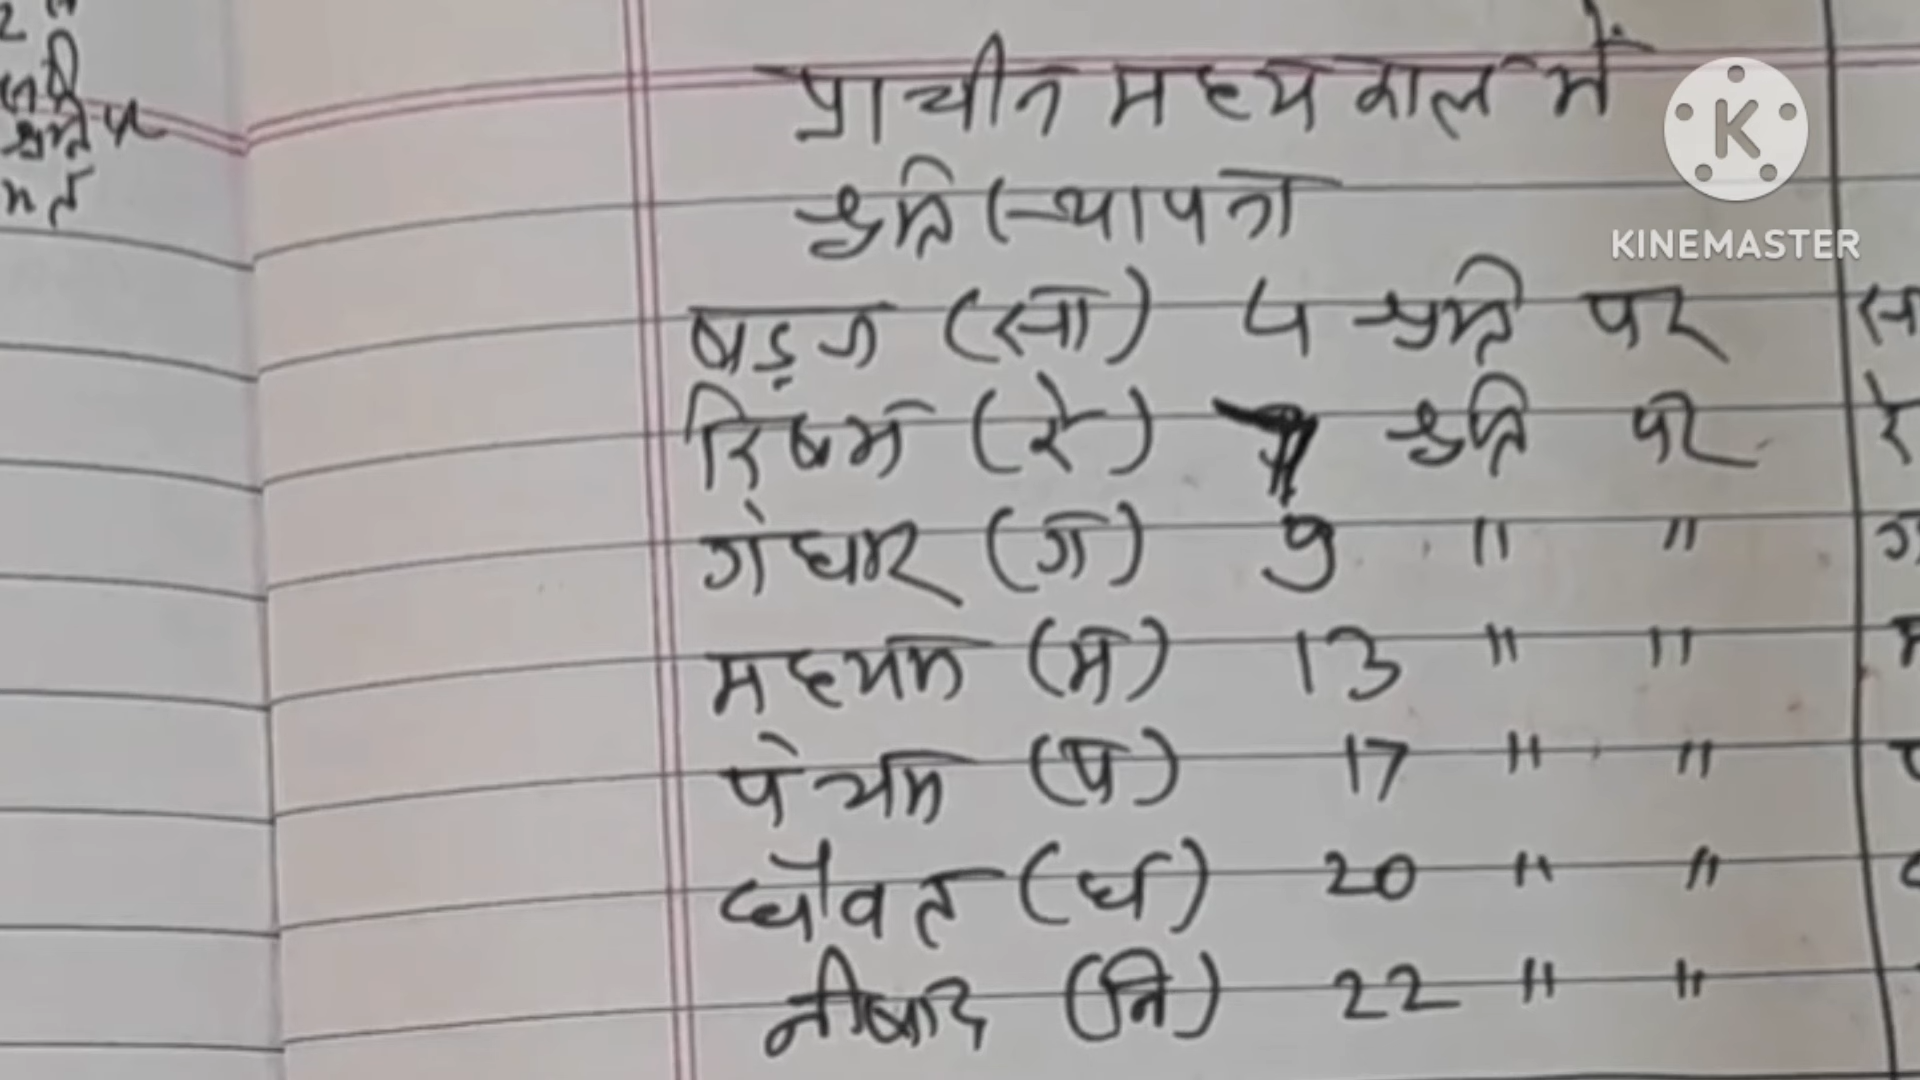 प्राचीन मध्य काल में
श्रुति स्थापना
षड़ज (सा) 4 श्रुति पर
रिषभ (रे) 7 श्रुति पर
गंधार (ग) 9 " "
मध्यम (म) 13 " "
पंचम (प) 17 " "
धैवत (ध) 20 " "
नीषाद (नि) 22 " "
K
KINEMASTER